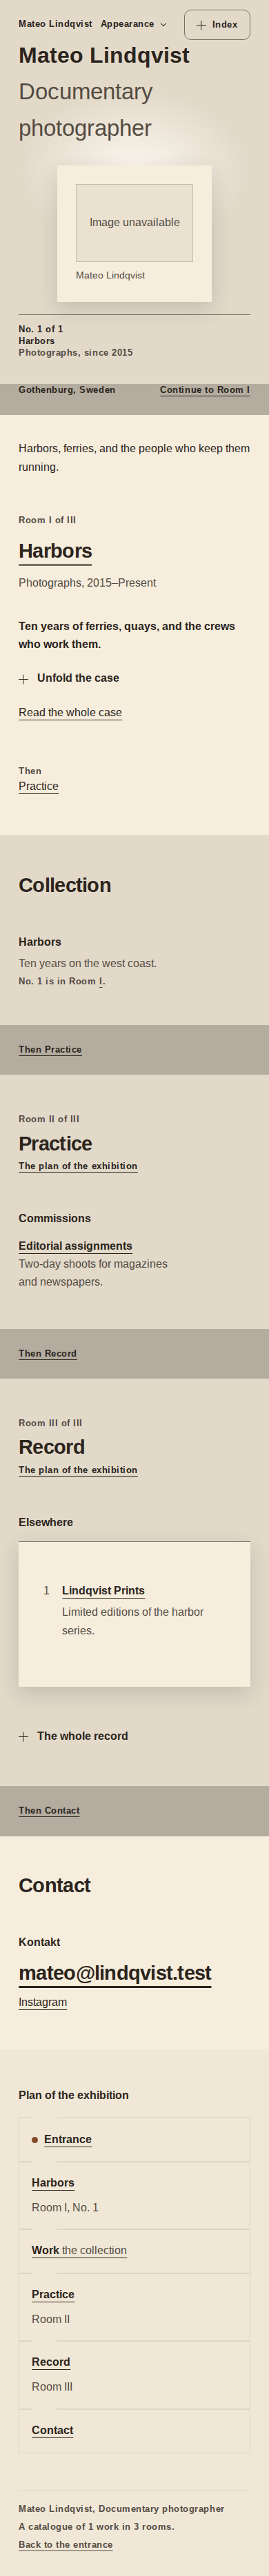 Mateo Lindqvist Appearance Index
Mateo Lindqvist
Documentary
photographer
Image unavailable
Mateo Lindqvist
No. 1 of 1
Harbors
Photographs, since 2015
Gothenburg, Sweden Continue to Room I
Harbors, ferries, and the people who keep them
running.
Room I of III
Harbors
Photographs, 2015–Present
Ten years of ferries, quays, and the crews
who work them.
Unfold the case
Read the whole case
Then
Practice
Collection
Harbors
Ten years on the west coast.
No. 1 is in Room I.
Then Practice
Room II of III
Practice
The plan of the exhibition
Commissions
Editorial assignments
Two-day shoots for magazines
and newspapers.
Then Record
Room III of III
Record
The plan of the exhibition
Elsewhere
1 Lindqvist Prints
Limited editions of the harbor
series.
The whole record
Then Contact
Contact
Kontakt
mateo@lindqvist.test
Instagram
Plan of the exhibition
Entrance
Harbors
Room I, No. 1
Work the collection
Practice
Room II
Record
Room III
Contact
Mateo Lindqvist, Documentary photographer
A catalogue of 1 work in 3 rooms.
Back to the entrance